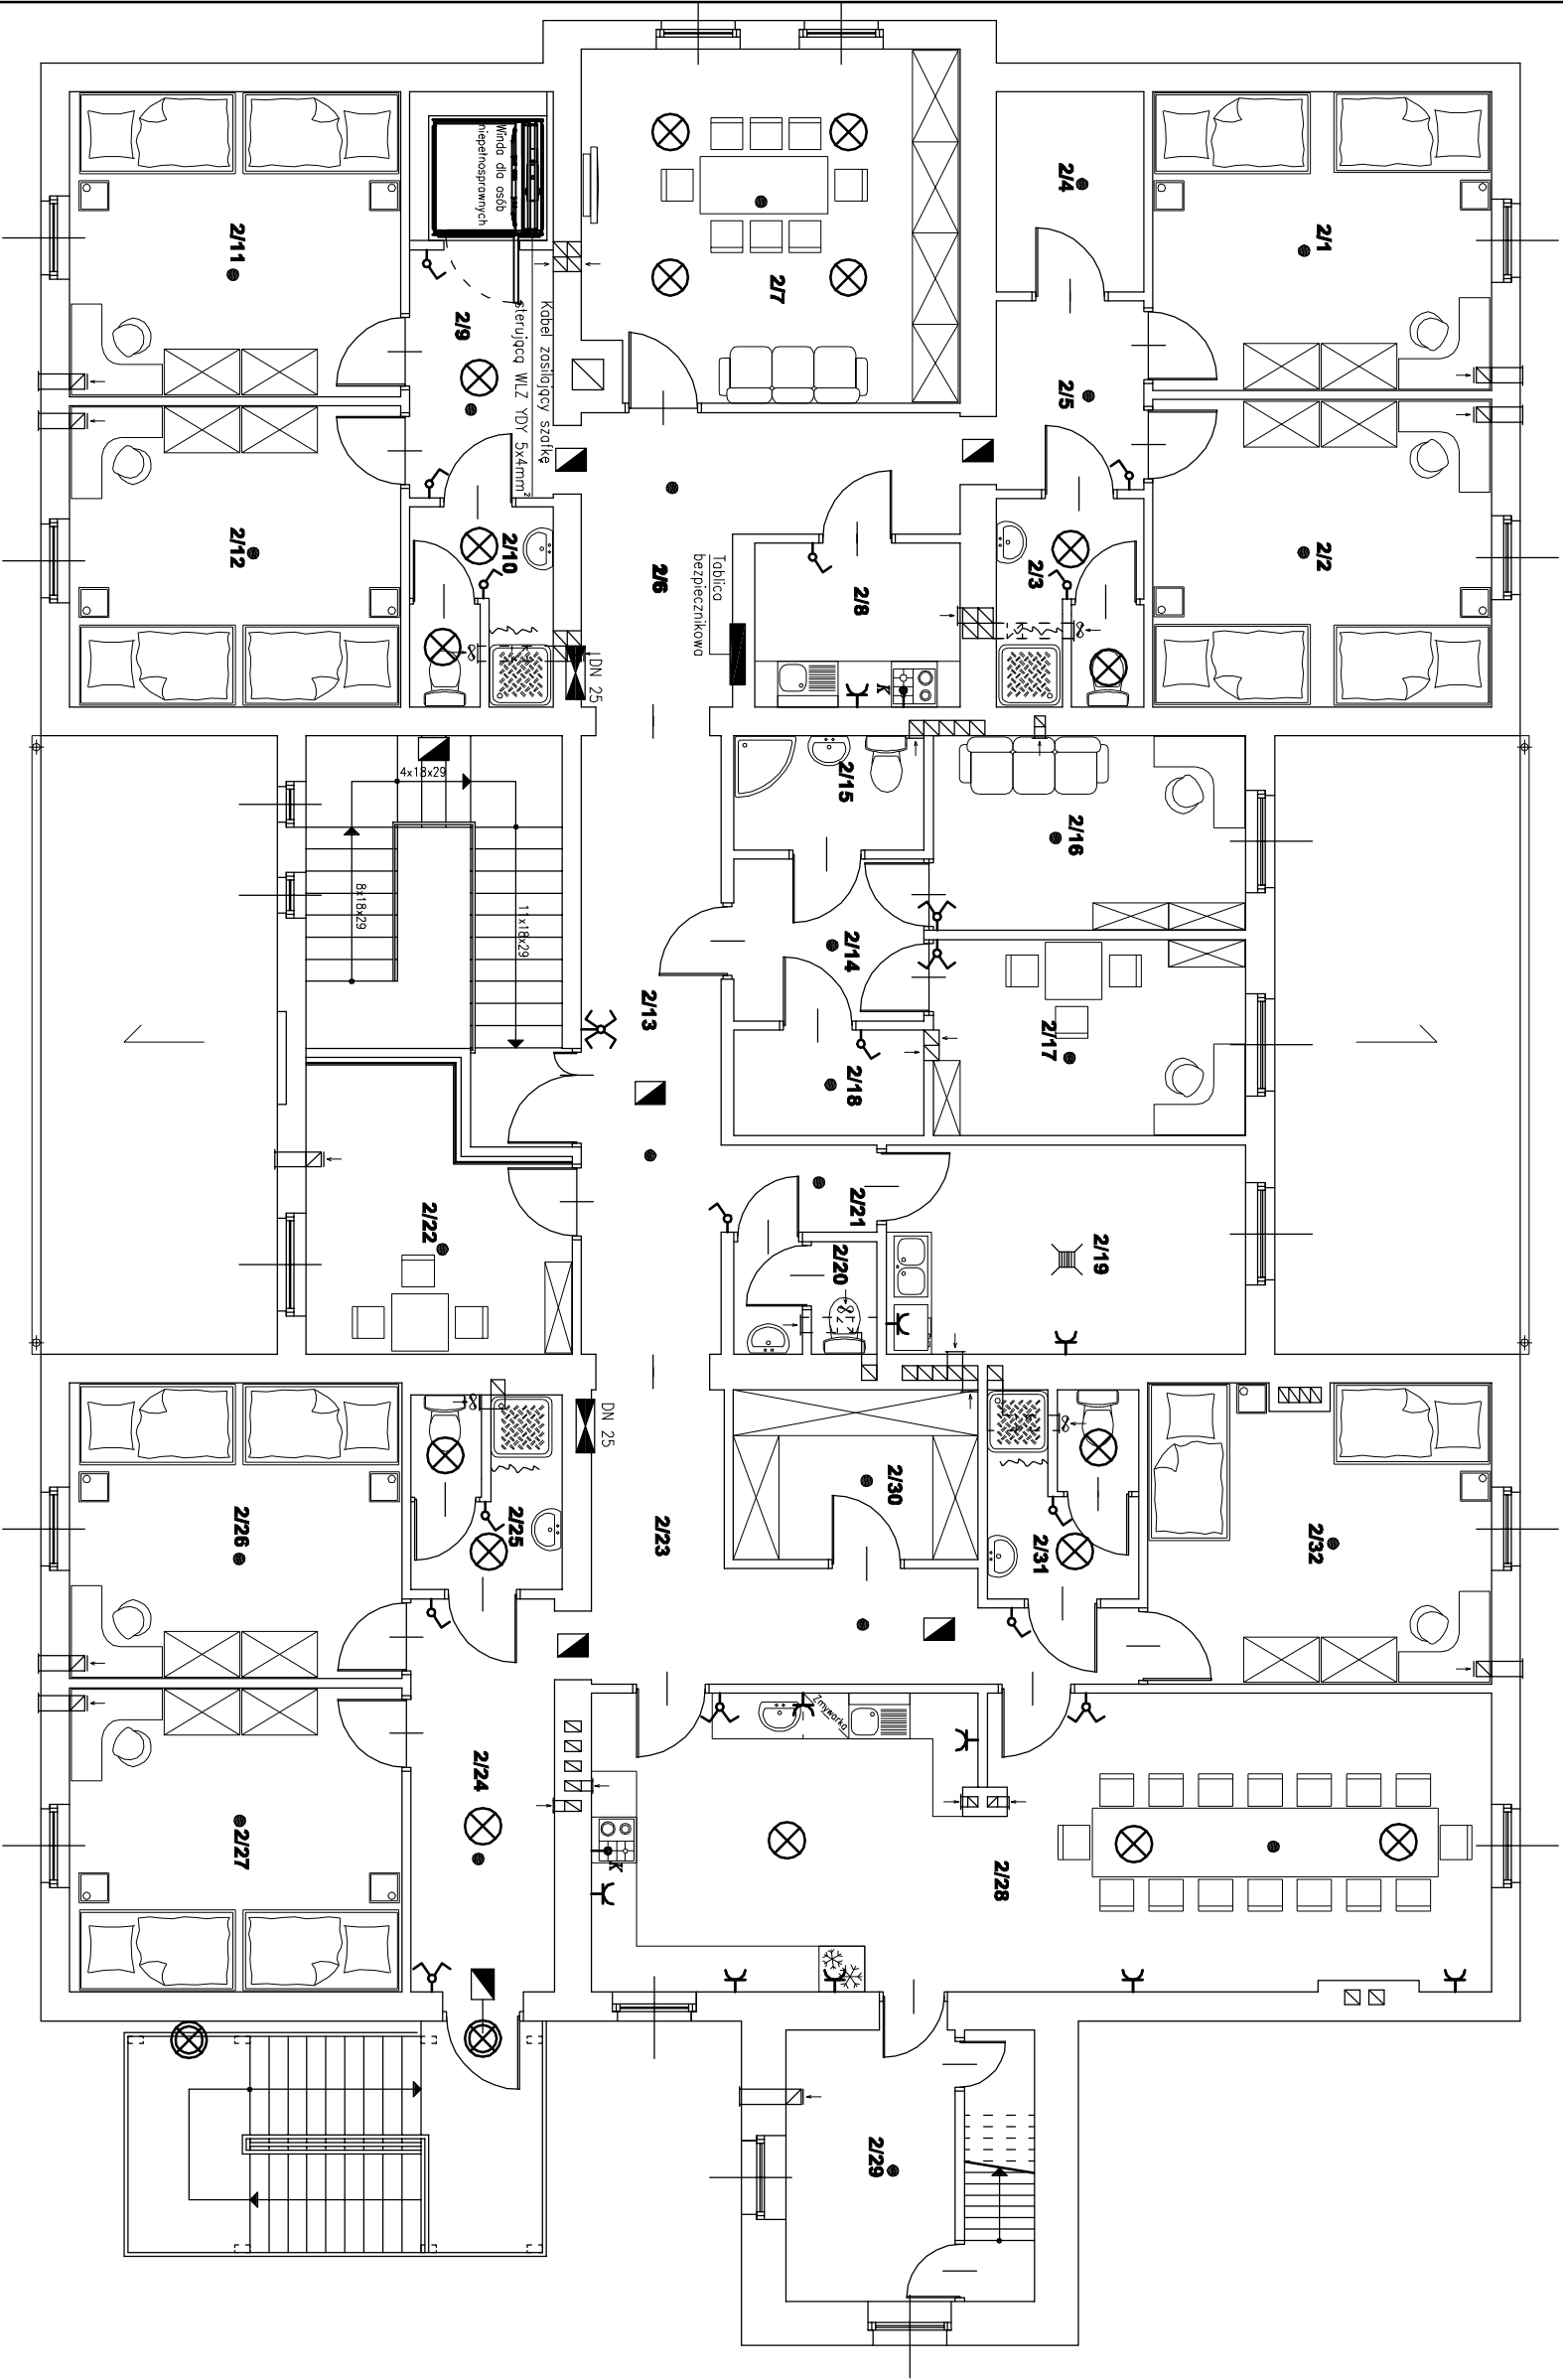 2/1
2/4
2/7
Winda dla osób
niepełnosprawnych
2/11
2/5
2/9
Kabel zasilający szafkę
sterującą WLZ YDY 5x4mm²
2/2
2/3
2/8
2/6
Tablica
bezpiecznikowa
2/10
2/12
K
DN 25
2/15
2/16
4x18x29
8x18x29
11x18x29
2/14
2/13
2/17
2/18
2/21
2/22
2/19
2/20
DN 25
2/30
2/23
2/25
2/26
2/31
2/32
Zmywarka
2/24
2/27
K
2/28
2/29